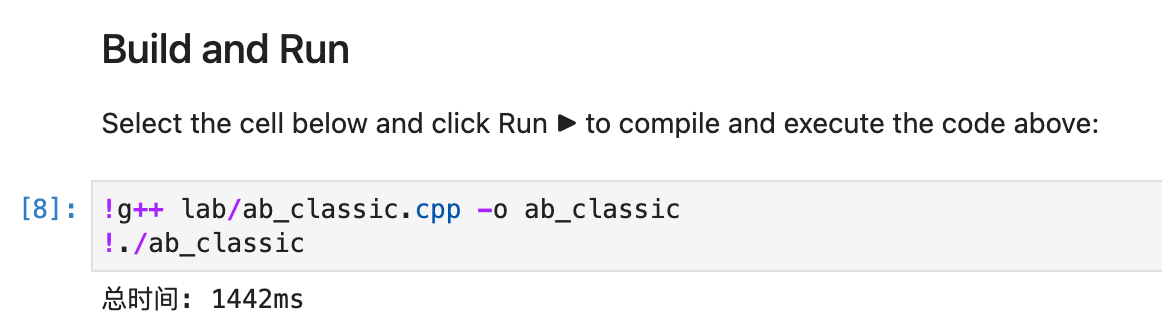 Build and Run
Select the cell below and click Run ▶ to compile and execute the code above:
[8]: !g++ lab/ab_classic.cpp -o ab_classic
!./ab_classic
总时间: 1442ms